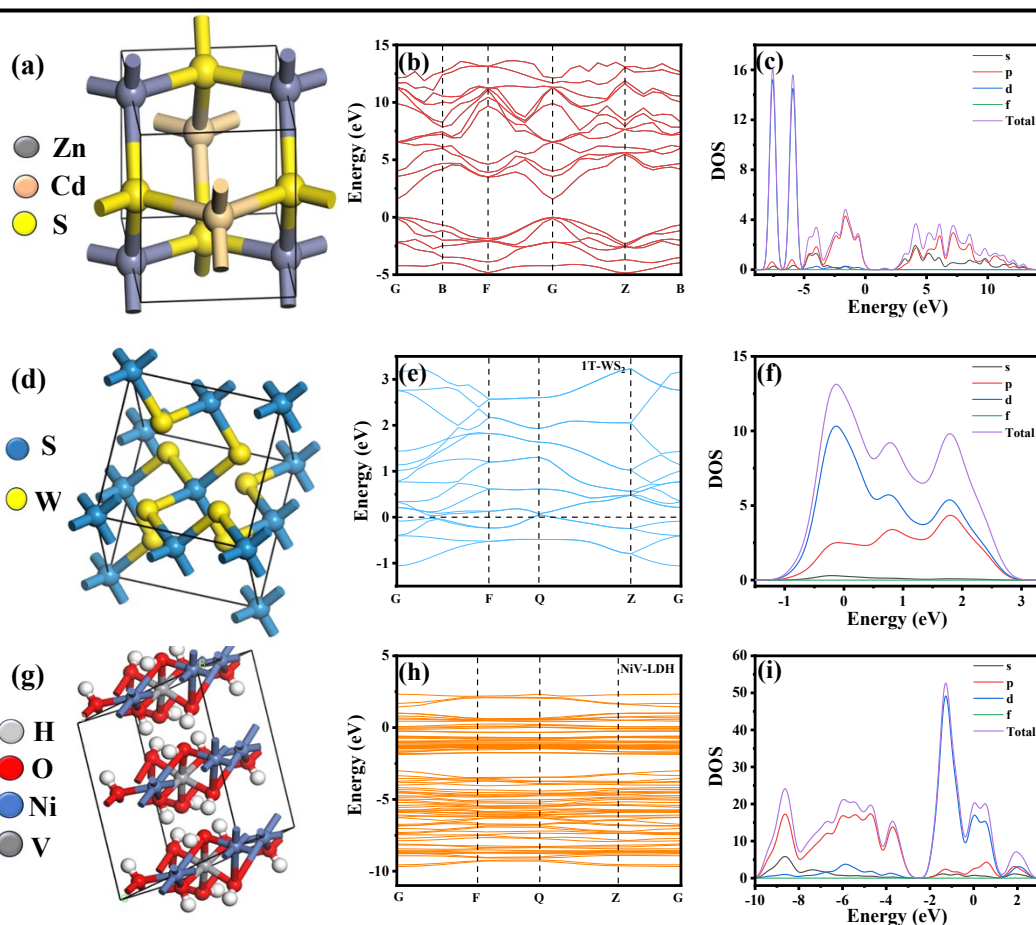 (a)
Zn
Cd
S
(b)
Energy (eV)
15
10
5
0
-5
G B F G Z B
(c)
s
p
d
f
Total
DOS
16
12
8
4
0
-5 0 5 10
Energy (eV)
(d)
S
W
(e)
1T-WS2
Energy (eV)
3
2
1
0
-1
G F Q Z G
(f)
s
p
d
f
Total
DOS
15
10
5
0
-1 0 1 2 3
Energy (eV)
(g)
H
O
Ni
V
(h)
NiV-LDH
Energy (eV)
5
0
-5
-10
G F Q Z G
(i)
s
p
d
f
Total
DOS
60
50
40
30
20
10
0
-10 -8 -6 -4 -2 0 2
Energy (eV)